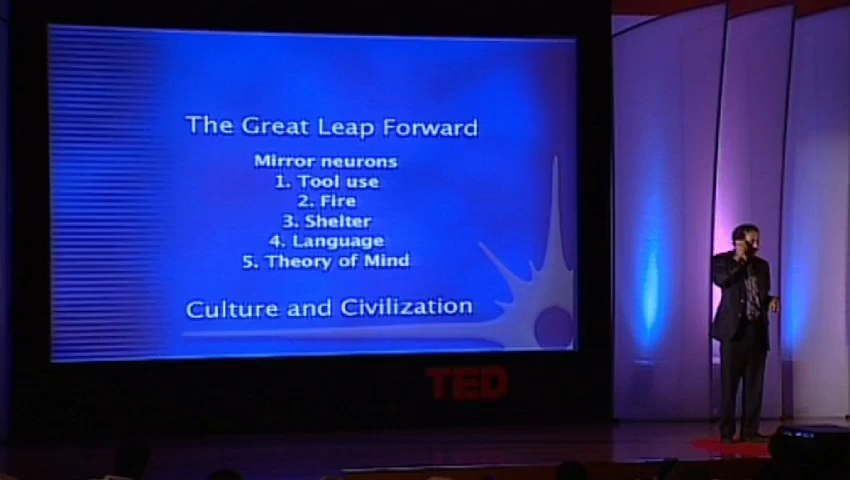 The Great Leap Forward
Mirror neurons
1. Tool use
2. Fire
3. Shelter
4. Language
5. Theory of Mind
Culture and Civilization
TED